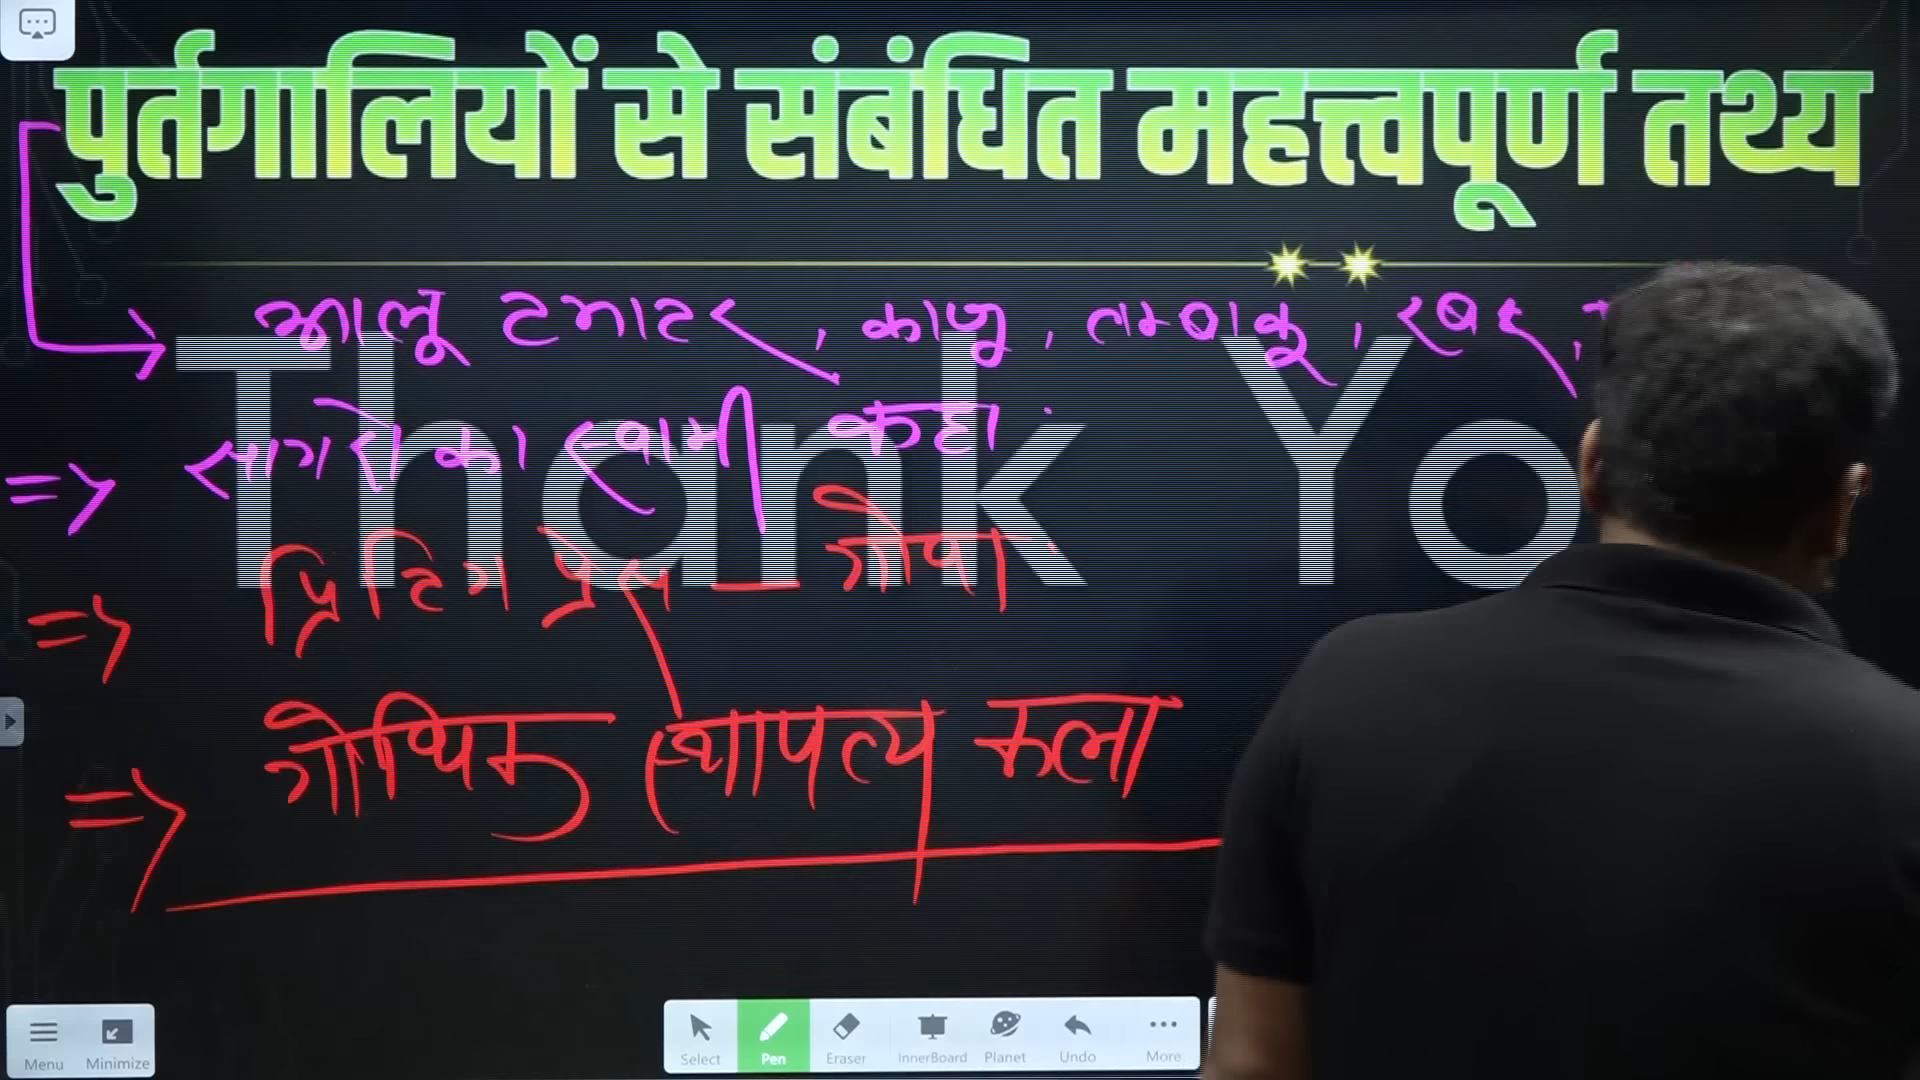 पुर्तगालियों से संबंधित महत्त्वपूर्ण तथ्य
आलू टमाटर, काजू, तम्बाकू, रबर,
सागरो का स्वामी कहा
प्रिटिंग प्रेस — गोवा
गोथिक स्थापत्य कला
Thank Yo
Menu Minimize Select Pen Eraser InnerBoard Planet Undo More